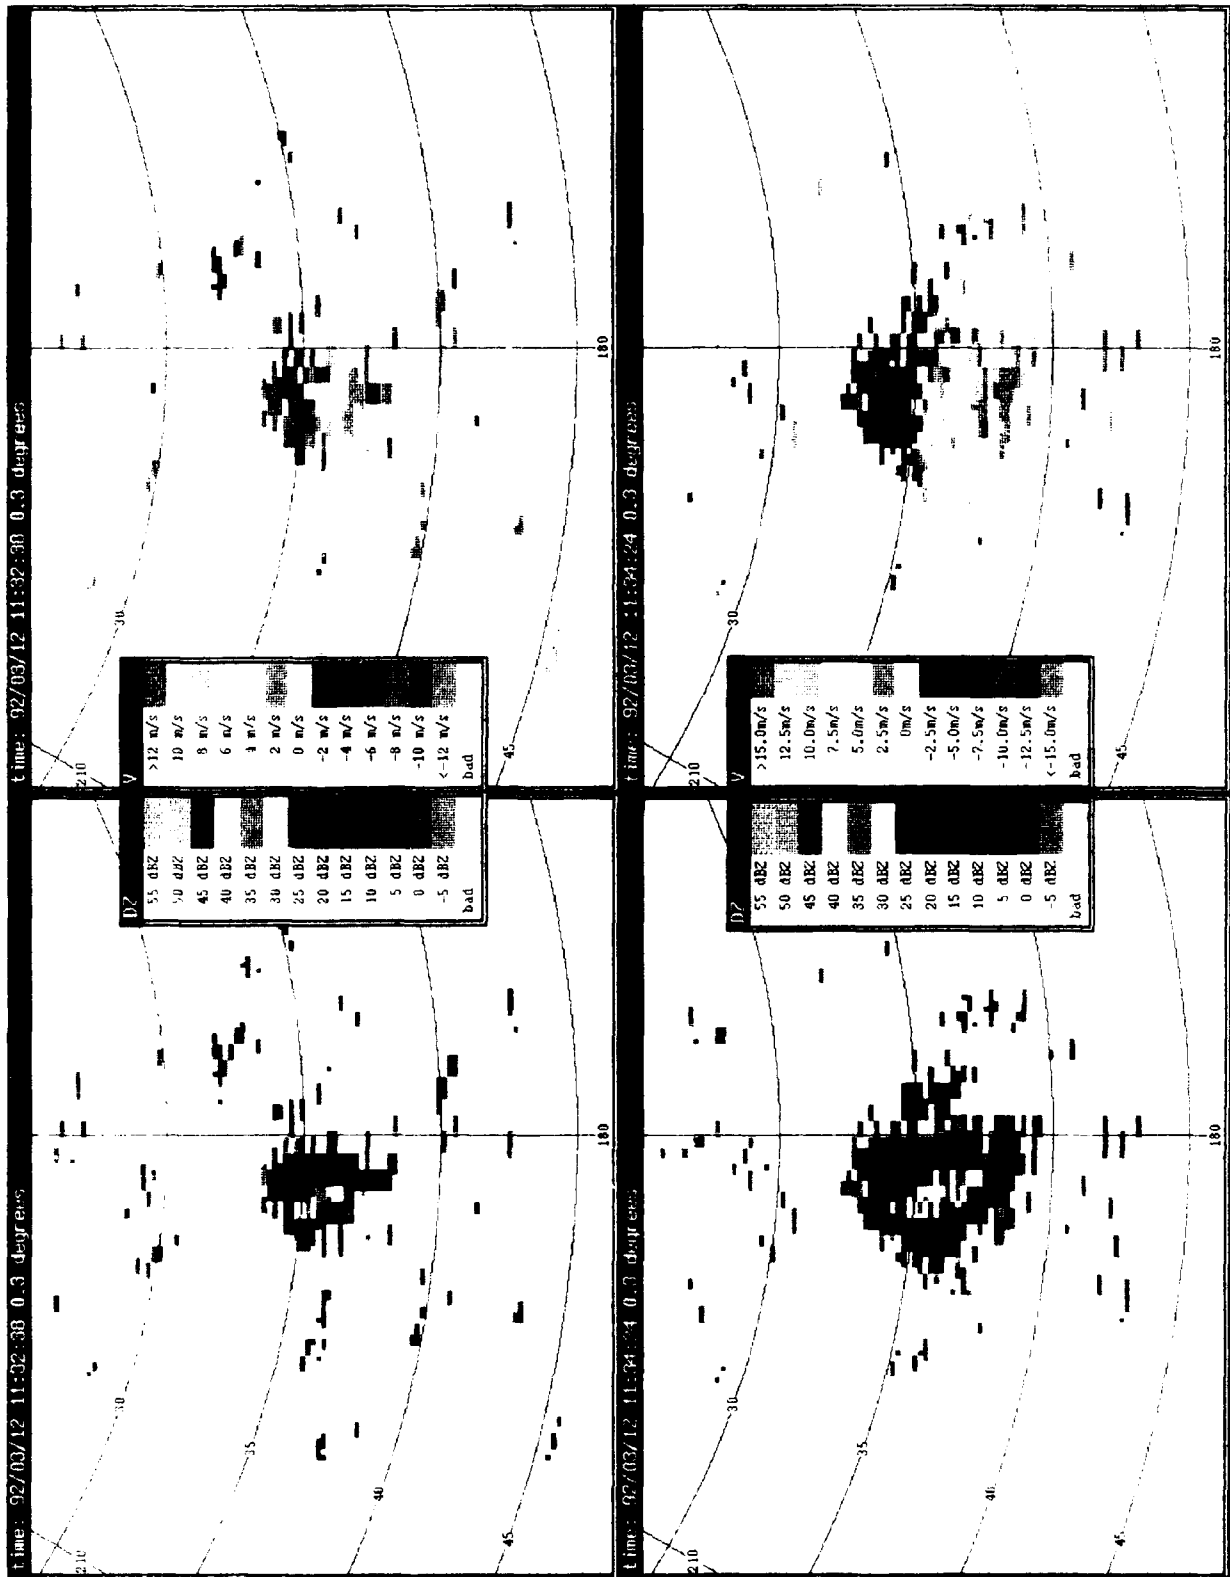 time: 92/03/12 11:32:38 0.3 degrees
210
30
35
40
45
180
DZ
55 dBZ
50 dBZ
45 dBZ
40 dBZ
35 dBZ
30 dBZ
25 dBZ
20 dBZ
15 dBZ
10 dBZ
5 dBZ
0 dBZ
-5 dBZ
bad
time: 92/03/12 11:32:38 0.3 degrees
210
30
45
180
V
>12 m/s
10 m/s
8 m/s
6 m/s
4 m/s
2 m/s
0 m/s
-2 m/s
-4 m/s
-6 m/s
-8 m/s
-10 m/s
<-12 m/s
bad
time: 92/03/12 11:34:24 0.3 degrees
210
30
35
40
45
180
DZ
55 dBZ
50 dBZ
45 dBZ
40 dBZ
35 dBZ
30 dBZ
25 dBZ
20 dBZ
15 dBZ
10 dBZ
5 dBZ
0 dBZ
-5 dBZ
bad
time: 92/03/12 11:34:24 0.3 degrees
210
30
45
180
V
>15.0m/s
12.5m/s
10.0m/s
7.5m/s
5.0m/s
2.5m/s
0m/s
-2.5m/s
-5.0m/s
-7.5m/s
-10.0m/s
-12.5m/s
<-15.0m/s
bad